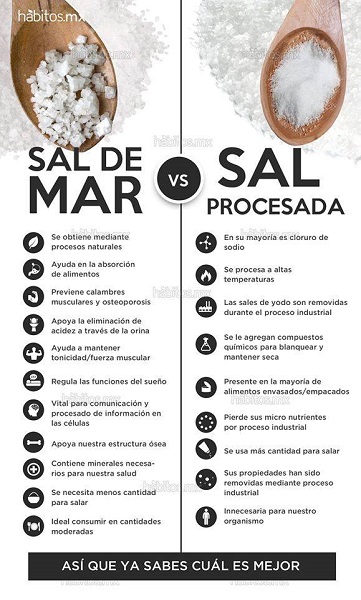 hábitos.mx
SAL DE
MAR
VS
SAL
PROCESADA
Se obtiene mediante
procesos naturales
Ayuda en la absorción
de alimentos
Previene calambres
musculares y osteoporosis
Apoya la eliminación de
acidez a través de la orina
Ayuda a mantener
tonicidad/fuerza muscular
Regula las funciones del sueño
Vital para comunicación y
procesado de información en
las células
Apoya nuestra estructura ósea
Contiene minerales necesa-
rios para nuestra salud
Se necesita menos cantidad
para salar
Ideal consumir en cantidades
moderadas
En su mayoría es cloruro de
sodio
Se procesa a altas
temperaturas
Las sales de yodo son removidas
durante el proceso industrial
Se le agregan compuestos
químicos para blanquear y
mantener seca
Presente en la mayoría de
alimentos envasados/empacados
Pierde sus micro nutrientes
por proceso industrial
Se usa más cantidad para salar
Sus propiedades han sido
removidas mediante proceso
industrial
Innecesaria para nuestro
organismo
ASÍ QUE YA SABES CUÁL ES MEJOR